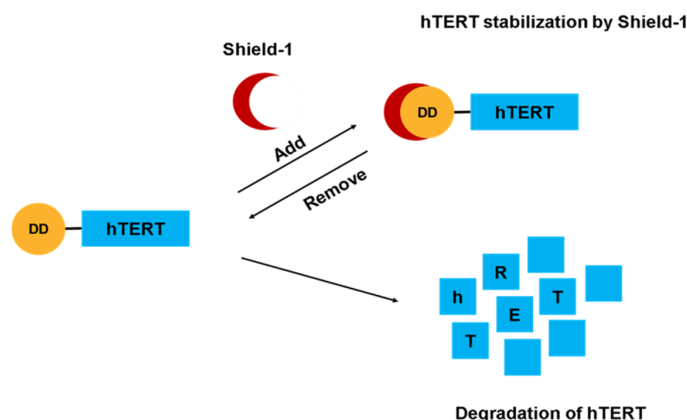 hTERT stabilization by Shield-1
Shield-1
DD
hTERT
Add
Remove
DD
hTERT
R
h
T
E
T
Degradation of hTERT